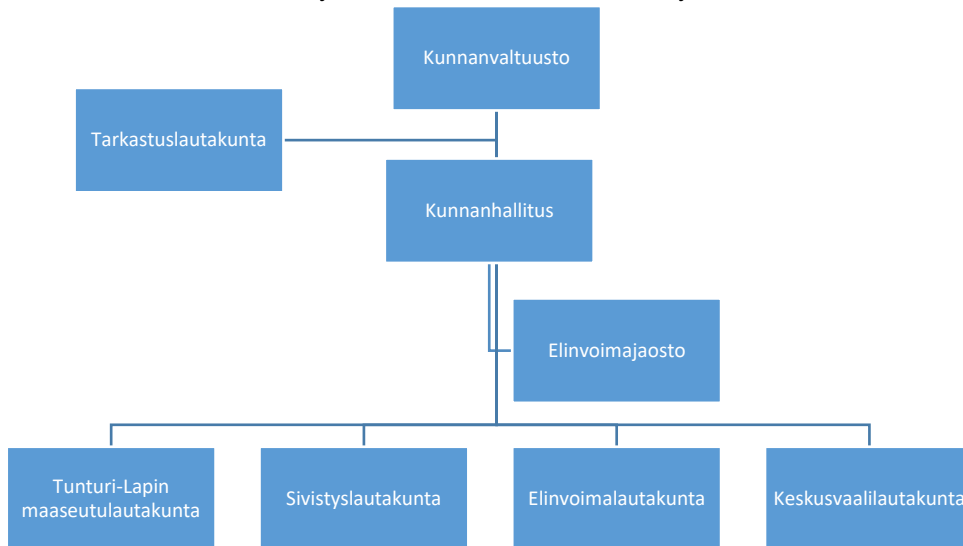 Kunnanvaltuusto
Tarkastuslautakunta
Kunnanhallitus
Elinvoimajaosto
Tunturi-Lapin
maaseutulautakunta
Sivistyslautakunta
Elinvoimalautakunta
Keskusvaalilautakunta